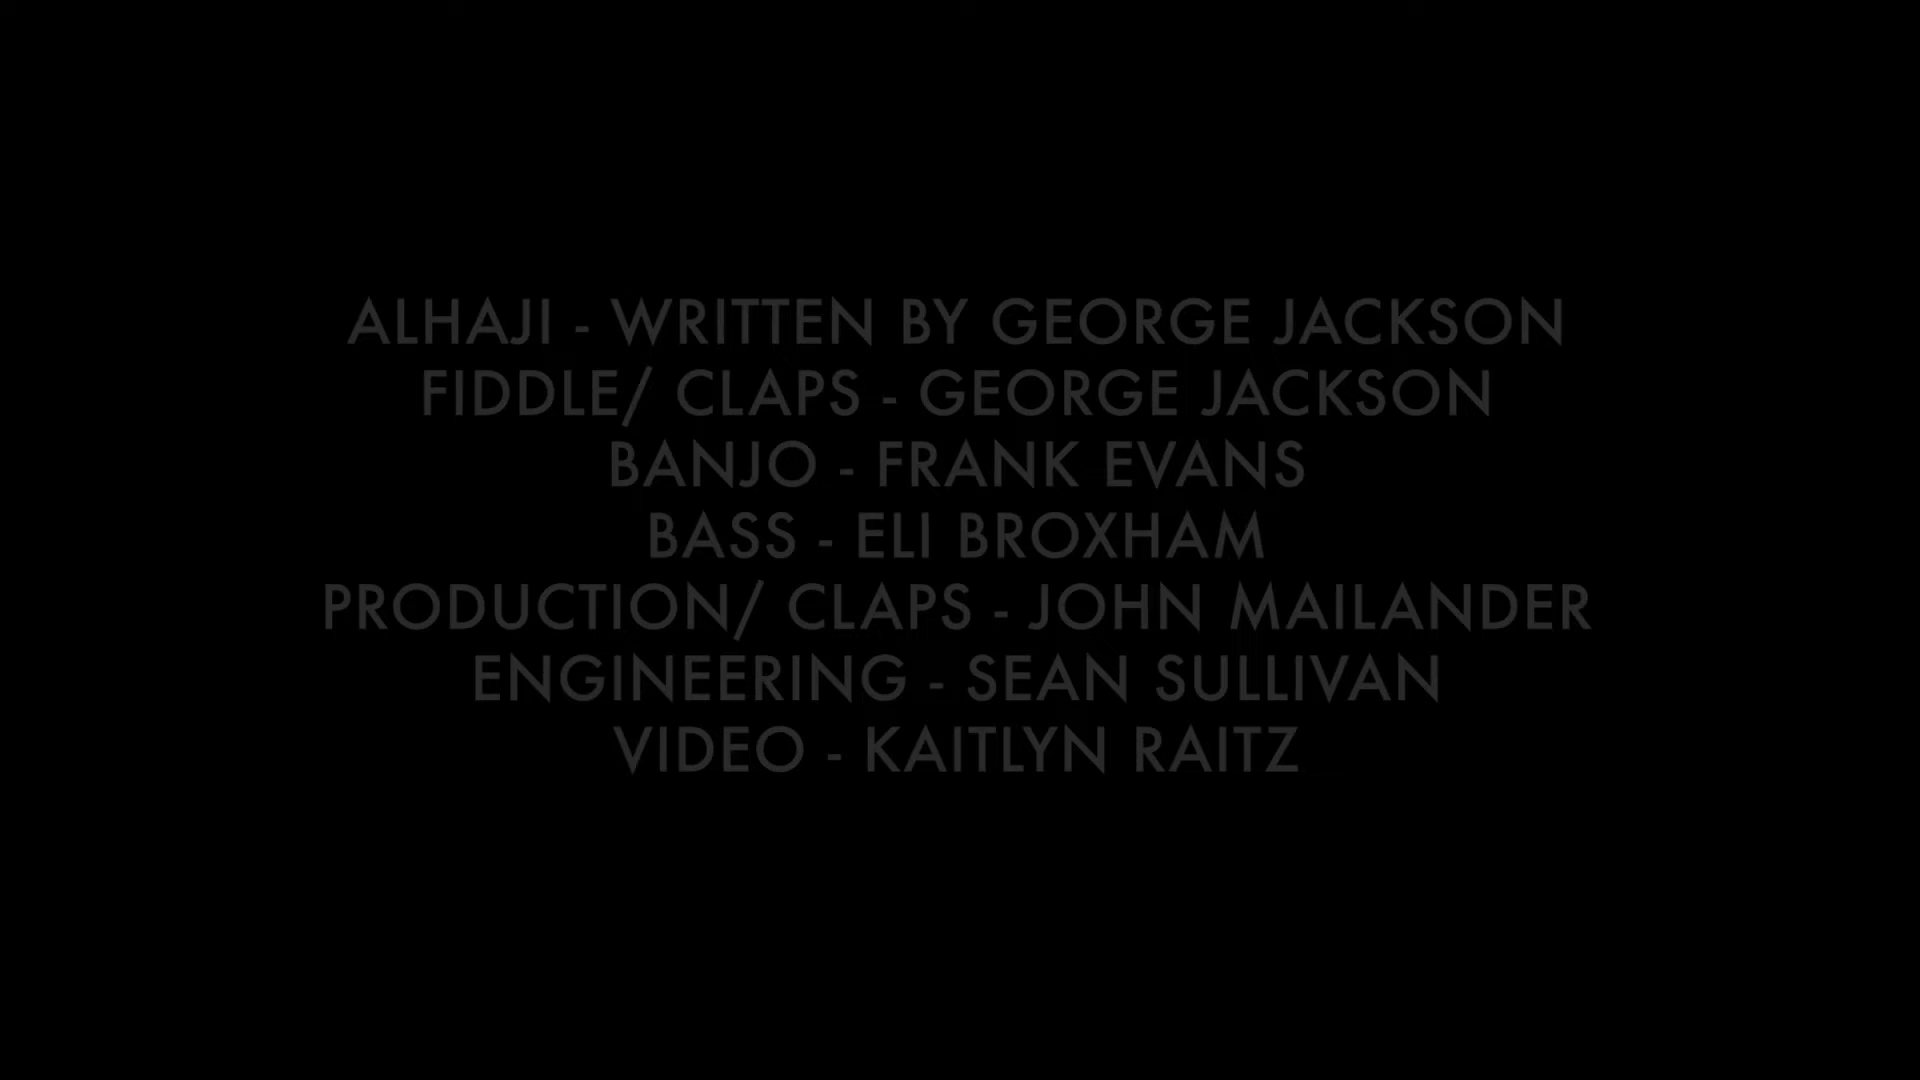 ALHAJI - WRITTEN BY GEORGE JACKSON
FIDDLE/ CLAPS - GEORGE JACKSON
BANJO - FRANK EVANS
BASS - ELI BROXHAM
PRODUCTION/ CLAPS - JOHN MAILANDER
ENGINEERING - SEAN SULLIVAN
VIDEO - KAITLYN RAITZ